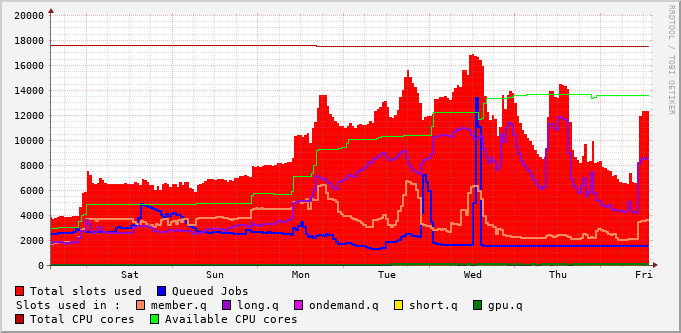 20000
18000
16000
14000
12000
10000
8000
6000
4000
2000
0
Sat Sun Mon Tue Wed Thu Fri
RRDTOOL / TOBI OETIKER
Total slots used Queued Jobs
Slots used in : member.q long.q ondemand.q short.q gpu.q
Total CPU cores Available CPU cores